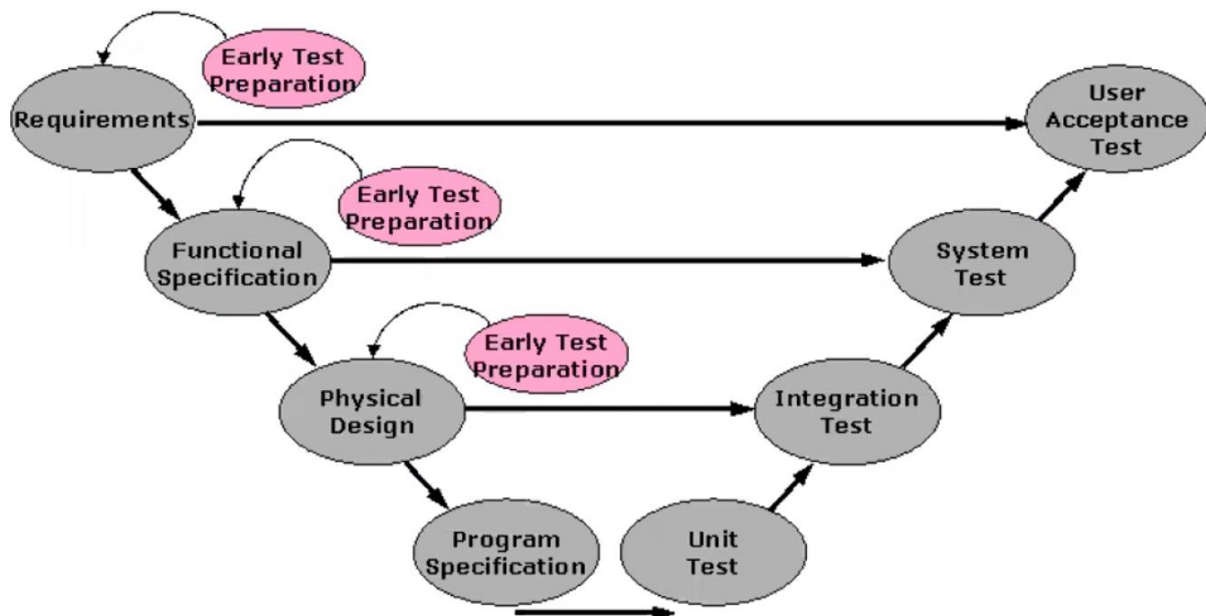 Early Test
Preparation
Requirements
User
Acceptance
Test
Early Test
Preparation
Functional
Specification
System
Test
Early Test
Preparation
Physical
Design
Integration
Test
Program
Specification
Unit
Test